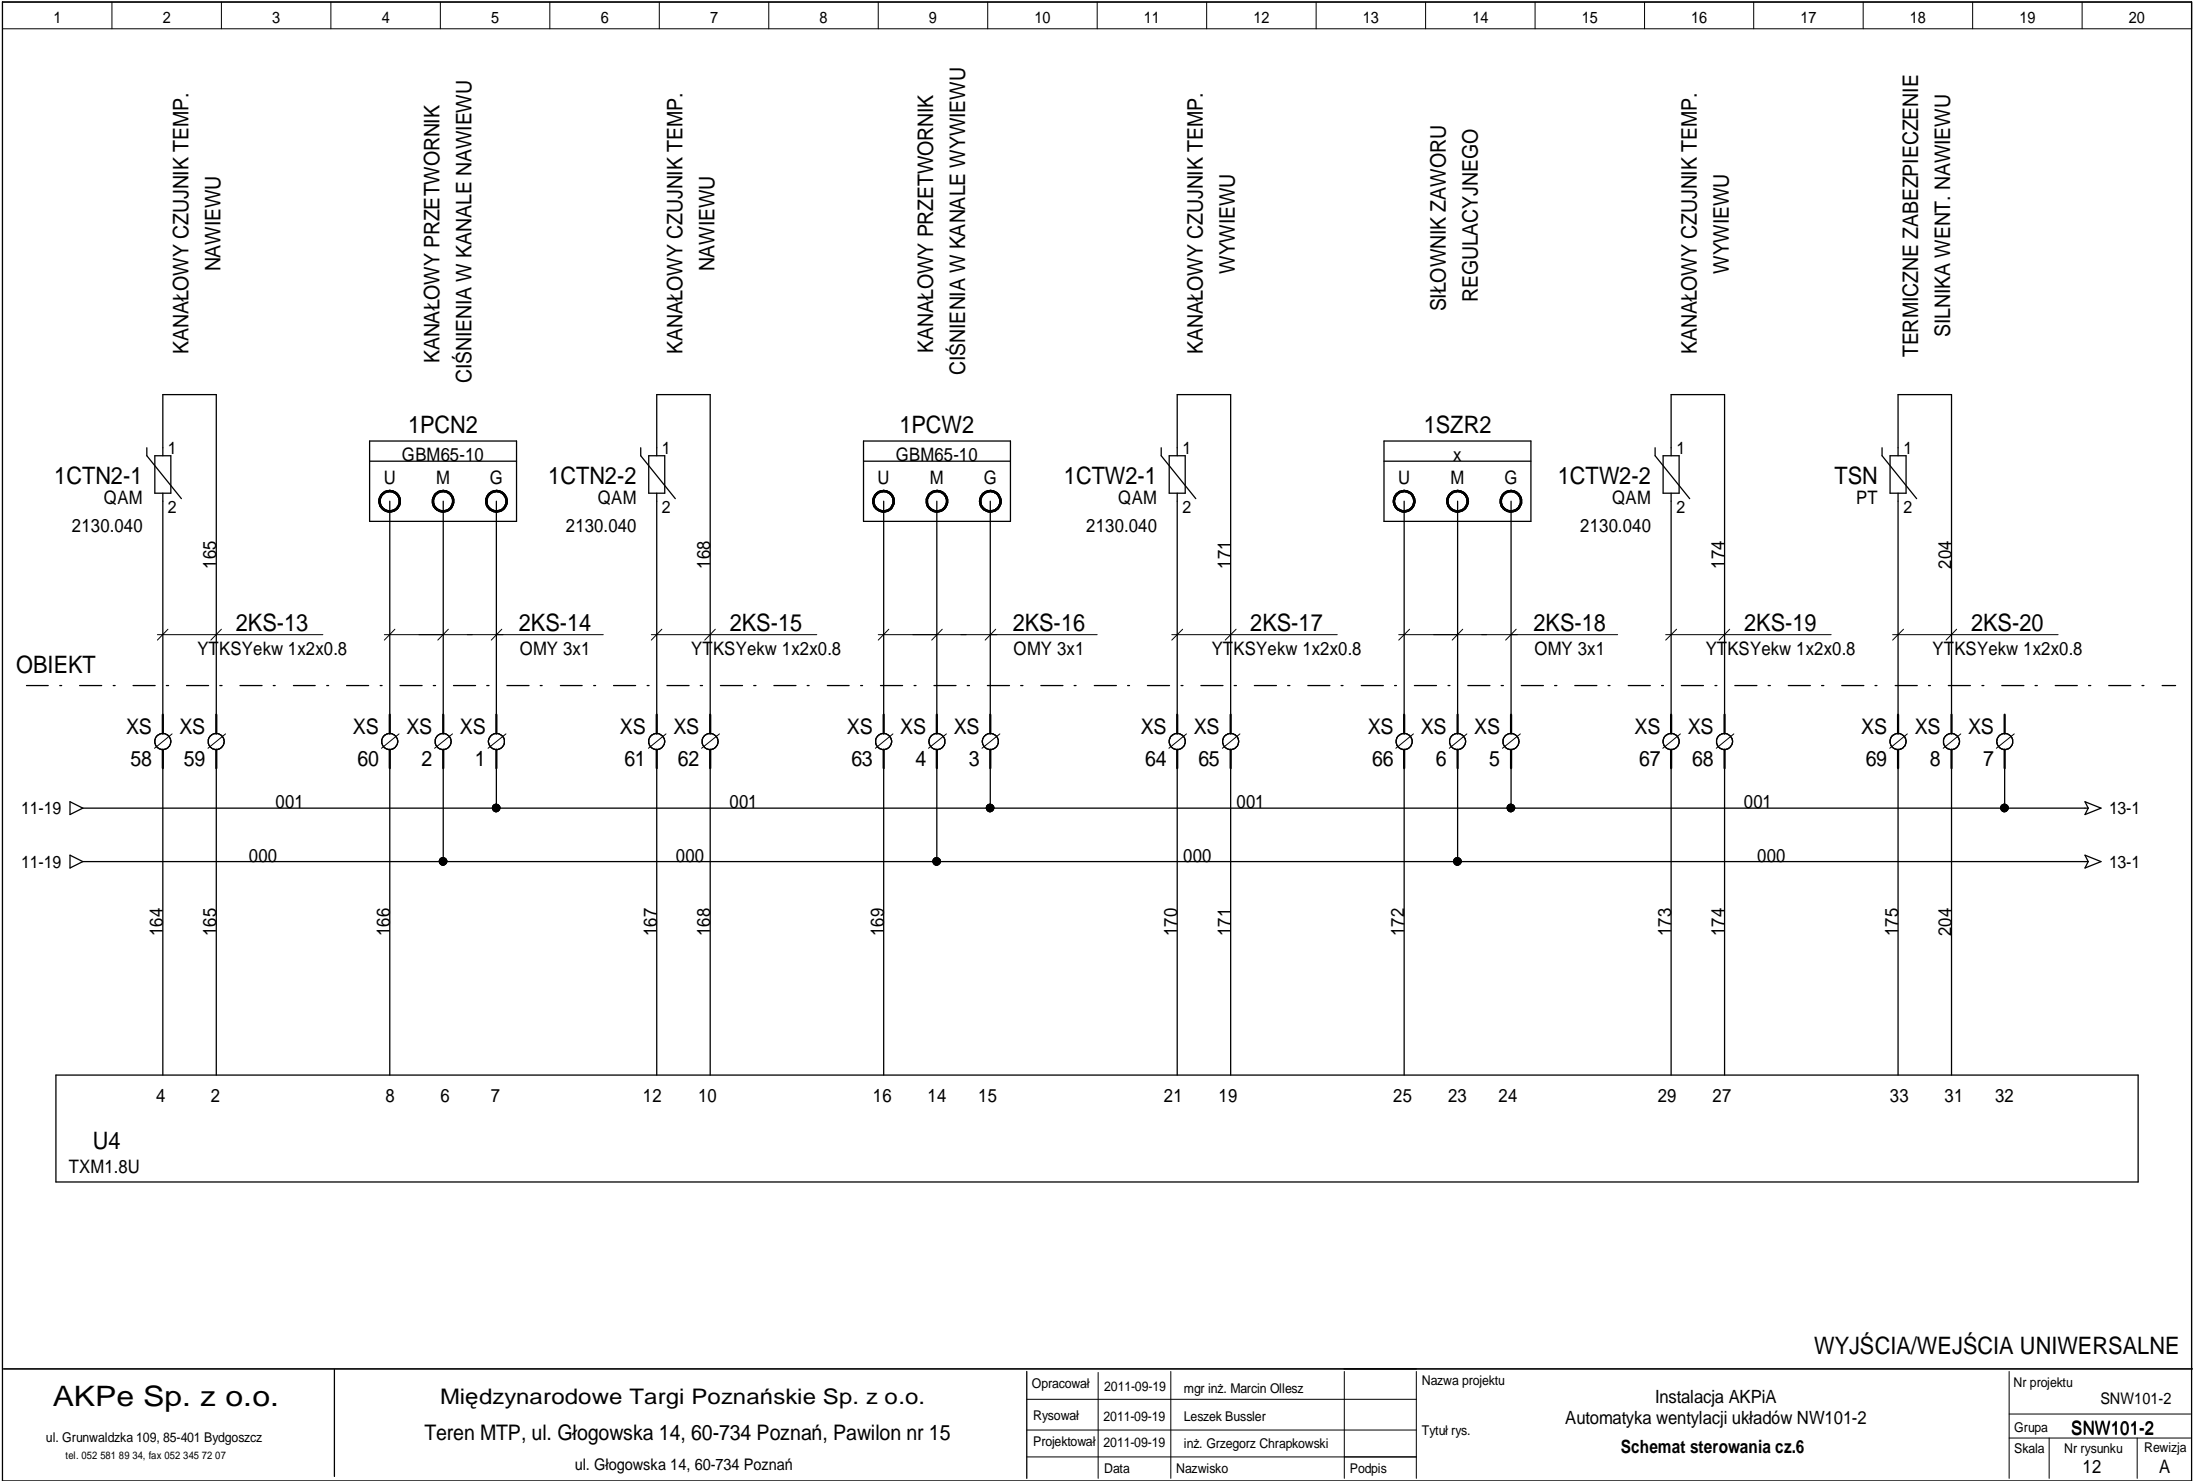 1 2 3 4 5 6 7 8 9 10 11 12 13 14 15 16 17 18 19 20
KANAŁOWY CZUJNIK TEMP.
NAWIEWU
KANAŁOWY PRZETWORNIK
CIŚNIENIA W KANALE NAWIEWU
KANAŁOWY CZUJNIK TEMP.
NAWIEWU
KANAŁOWY PRZETWORNIK
CIŚNIENIA W KANALE WYWIEWU
KANAŁOWY CZUJNIK TEMP.
WYWIEWU
SIŁOWNIK ZAWORU
REGULACYJNEGO
KANAŁOWY CZUJNIK TEMP.
WYWIEWU
TERMICZNE ZABEZPIECZENIE
SILNIKA WENT. NAWIEWU
1CTN2-1
QAM
2130.040
1
2
165
1PCN2
GBM65-10
U M G
1CTN2-2
QAM
2130.040
1
2
168
1PCW2
GBM65-10
U M G
1CTW2-1
QAM
2130.040
1
2
171
1SZR2
x
U M G
1CTW2-2
QAM
2130.040
1
2
174
TSN
PT
1
2
204
2KS-13
YTKSYekw 1x2x0.8
2KS-14
OMY 3x1
2KS-15
YTKSYekw 1x2x0.8
2KS-16
OMY 3x1
2KS-17
YTKSYekw 1x2x0.8
2KS-18
OMY 3x1
2KS-19
YTKSYekw 1x2x0.8
2KS-20
YTKSYekw 1x2x0.8
OBIEKT
XS XS XS XS XS XS XS XS XS XS XS XS XS XS XS XS XS XS XS XS
58 59 60 2 1 61 62 63 4 3 64 65 66 6 5 67 68 69 8 7
11-19 001 001 001 001 13-1
11-19 000 000 000 000 13-1
164 165 166 167 168 169 170 171 172 173 174 175 204
4 2 8 6 7 12 10 16 14 15 21 19 25 23 24 29 27 33 31 32
U4
TXM1.8U
WYJŚCIA/WEJŚCIA UNIWERSALNE
AKPe Sp. z o.o.
ul. Grunwaldzka 109, 85-401 Bydgoszcz
tel. 052 581 89 34, fax 052 345 72 07
Międzynarodowe Targi Poznańskie Sp. z o.o.
Teren MTP, ul. Głogowska 14, 60-734 Poznań, Pawilon nr 15
ul. Głogowska 14, 60-734 Poznań
Opracował 2011-09-19 mgr inż. Marcin Ollesz
Rysował 2011-09-19 Leszek Bussler
Projektował 2011-09-19 inż. Grzegorz Chrapkowski
Data Nazwisko Podpis
Nazwa projektu
Instalacja AKPiA
Automatyka wentylacji układów NW101-2
Tytuł rys.
Schemat sterowania cz.6
Nr projektu
SNW101-2
Grupa SNW101-2
Skala Nr rysunku Rewizja
12 A